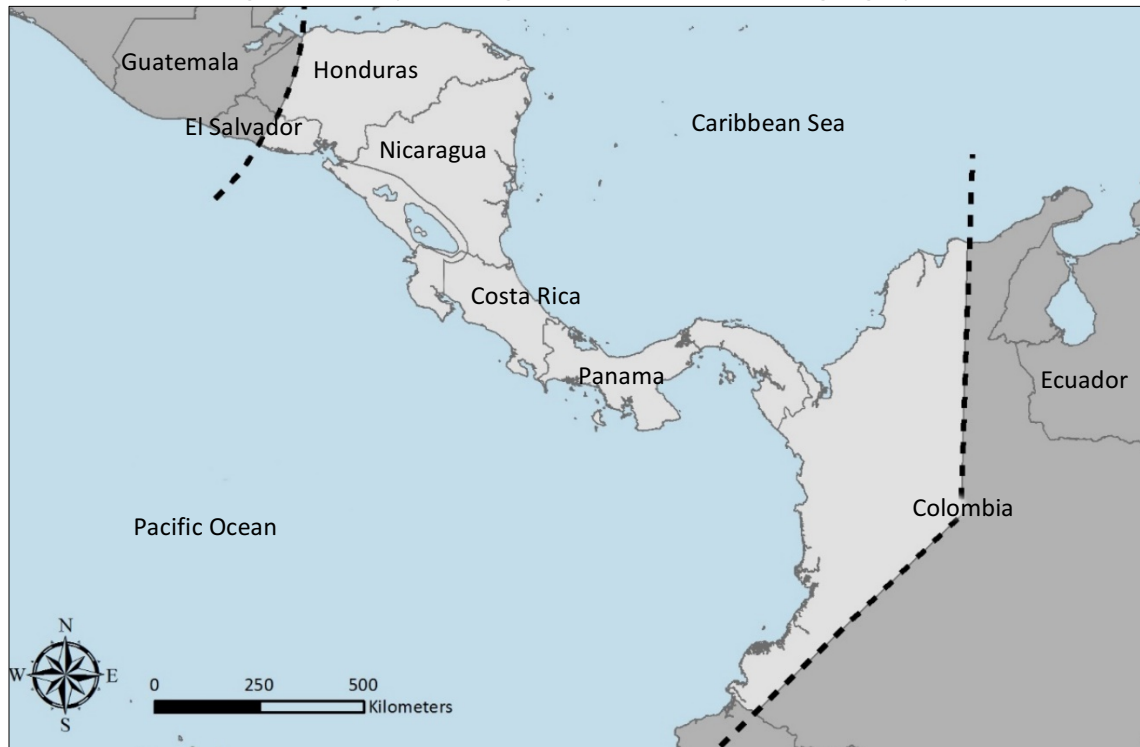 Guatemala
Honduras
El Salvador
Nicaragua
Caribbean Sea
Costa Rica
Panama
Ecuador
Colombia
Pacific Ocean
N
W E
S
0 250 500
Kilometers